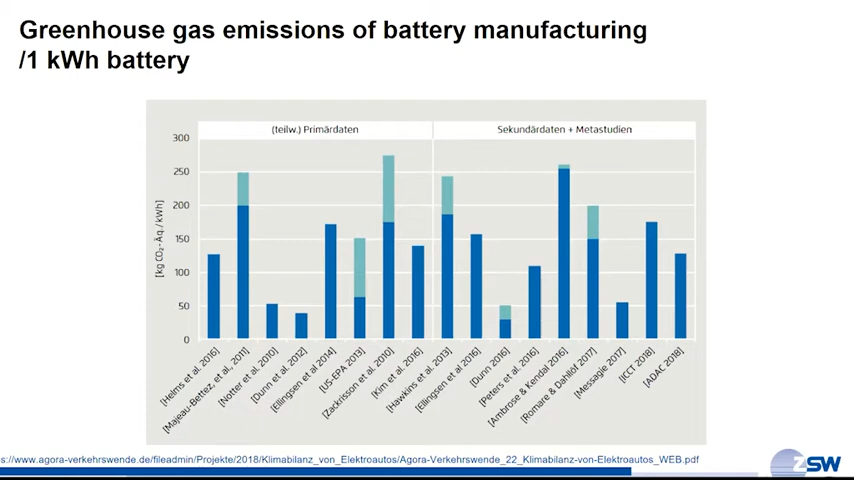 Greenhouse gas emissions of battery manufacturing
/1 kWh battery
(teilw.) Primärdaten
Sekundärdaten + Metastudien
[kg CO₂-Äq./kWh]
300
250
200
150
100
50
0
[Helms et al. 2016]
[Majeau-Bettez, et al., 2011]
[Notter et al. 2010]
[Dunn et al. 2012]
[Ellingsen et al 2014]
[US-EPA 2013]
[Zackrisson et al. 2010]
[Kim et al. 2016]
[Hawkins et al. 2013]
[Ellingsen et al 2016]
[Dunn 2016]
[Peters et al. 2016]
[Ambrose & Kendal 2016]
[Romare & Dahllöf 2017]
[Messagie 2017]
[ICCT 2018]
[ADAC 2018]
s://www.agora-verkehrswende.de/fileadmin/Projekte/2018/Klimabilanz_von_Elektroautos/Agora-Verkehrswende_22_Klimabilanz-von-Elektroautos_WEB.pdf
ZSW